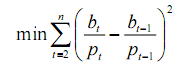 min ∑_{t=2}^{n} ( b_t / p_t − b_{t−1} / p_{t−1} )^2